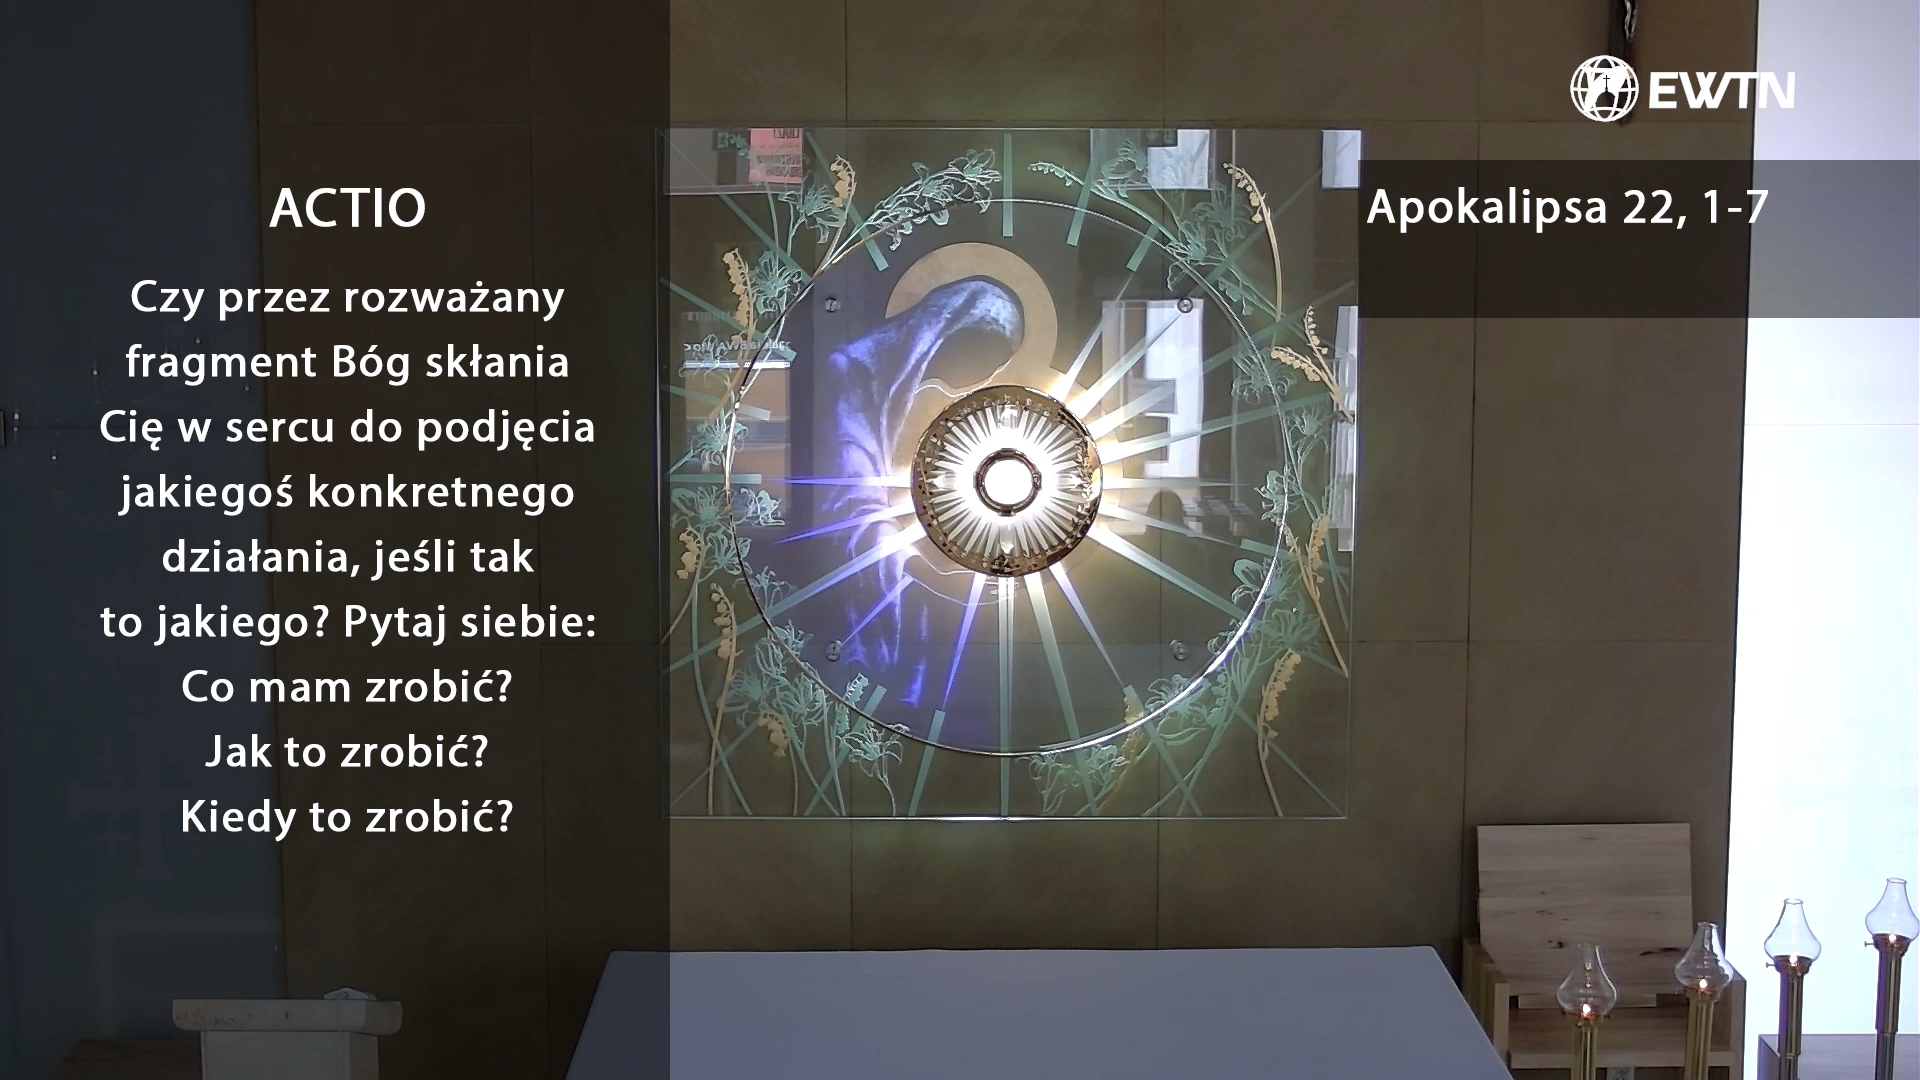 EWTN
ACTIO
Czy przez rozważany
fragment Bóg skłania
Cię w sercu do podjęcia
jakiegoś konkretnego
działania, jeśli tak
to jakiego? Pytaj siebie:
Co mam zrobić?
Jak to zrobić?
Kiedy to zrobić?
Apokalipsa 22, 1-7